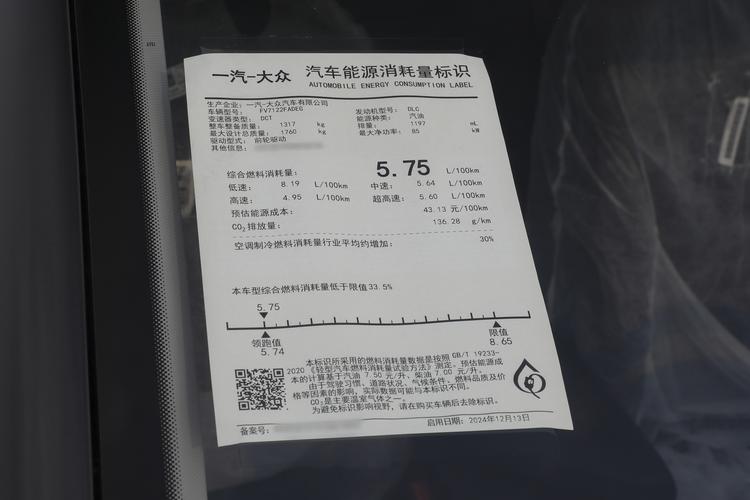 一汽-大众 汽车能源消耗量标识
AUTOMOBILE ENERGY CONSUMPTION LABEL
生产企业: 一汽-大众汽车有限公司
车辆型号: FV7122FADEG 发动机型号: DLC
变速器类型: DCT 能源种类: 汽油
整车整备质量: 1317 kg 排量: 1197 mL
最大设计总质量: 1760 kg 最大净功率: 85 kW
驱动型式: 前轮驱动
其他信息:
综合燃料消耗量: 5.75 L/100km
低速: 8.19 L/100km 中速: 5.64 L/100km
高速: 4.95 L/100km 超高速: 5.60 L/100km
预估能源成本: 43.13 元/100km
CO₂排放量: 136.28 g/km
空调制冷燃料消耗量行业平均约增加: 30%
本车型综合燃料消耗量低于限值33.5%
5.75
领跑值 限值
5.74 8.65
本标识所采用的燃料消耗量数据是按照 GB/T 19233-
2020《轻型汽车燃料消耗量试验方法》测定。预估能源成
本的计算基于汽油 7.50 元/升、柴油 7.00 元/升。
由于驾驶习惯、道路状况、气候条件、燃料品质及价
格等因素的影响，实际数据可能与本标识不同。
CO₂是主要温室气体之一。
为避免标识影响视野，请在购买车辆后去除标识。
备案号: 启用日期: 2024年12月13日